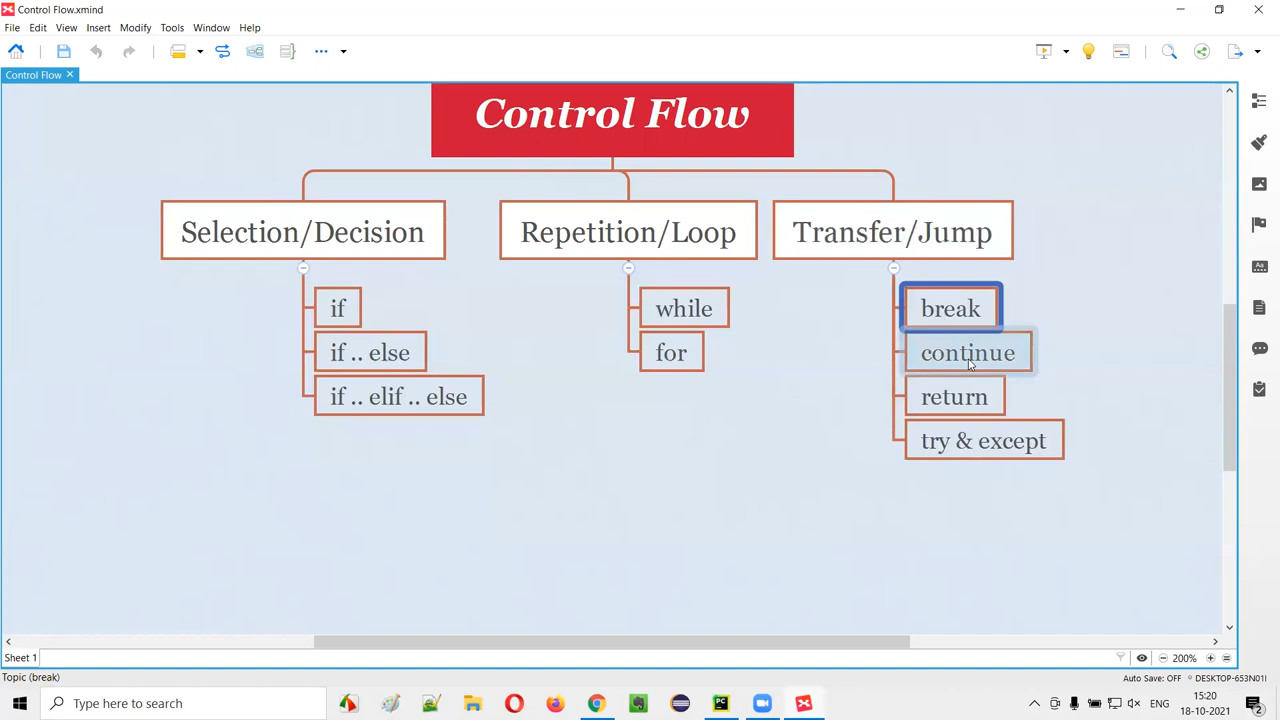 Control Flow.xmind
File Edit View Insert Modify Tools Window Help
Control Flow
Control Flow
Selection/Decision Repetition/Loop Transfer/Jump
if while break
if .. else for continue
if .. elif .. else return
try & except
Sheet 1 200%
Topic (break) Auto Save: OFF DESKTOP-653N01I
Type here to search ENG 15:20 18-10-2021 2